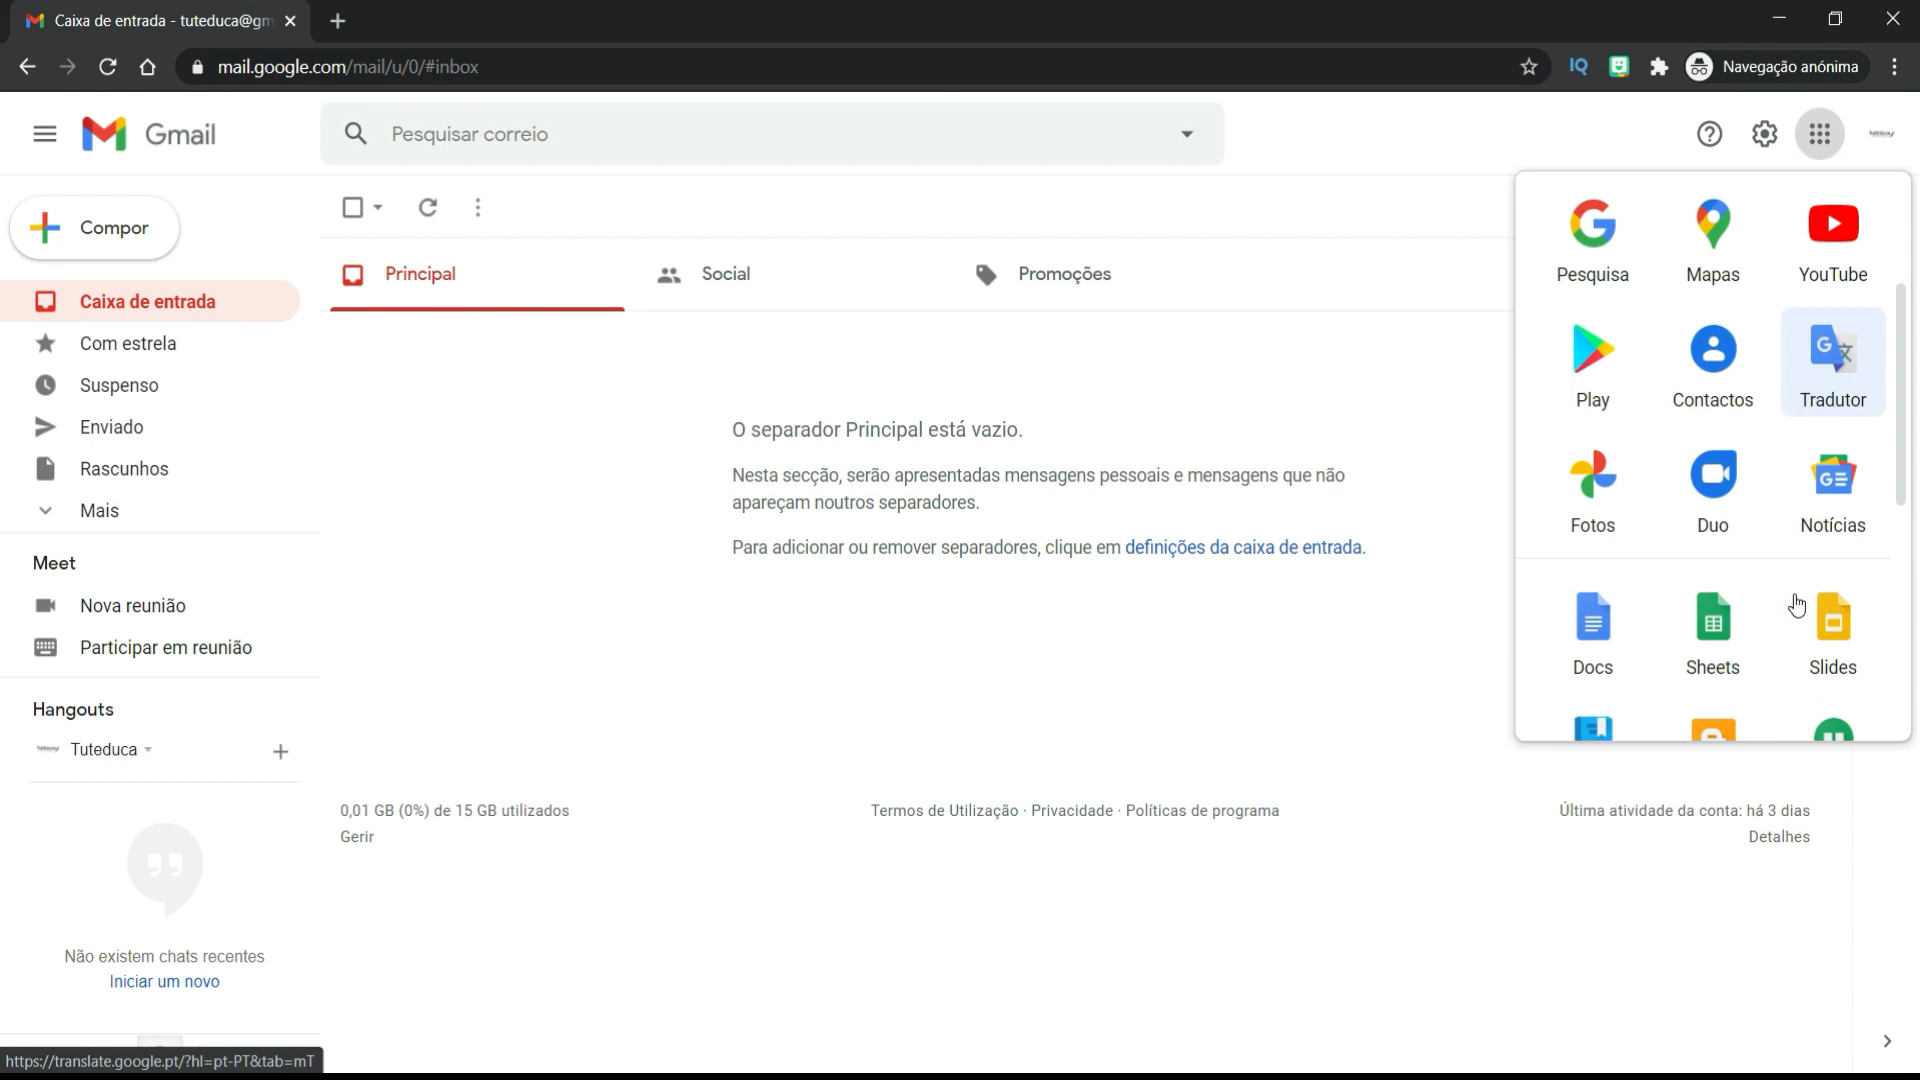 Caixa de entrada - tuteduca@gm
mail.google.com/mail/u/0/#inbox
IQ
Navegação anónima
Gmail
Pesquisar correio
Compor
Caixa de entrada
Com estrela
Suspenso
Enviado
Rascunhos
Mais
Meet
Nova reunião
Participar em reunião
Hangouts
Tuteduca
Não existem chats recentes
Iniciar um novo
https://translate.google.pt/?hl=pt-PT&tab=mT
Principal
Social
Promoções
O separador Principal está vazio.
Nesta secção, serão apresentadas mensagens pessoais e mensagens que não
apareçam noutros separadores.
Para adicionar ou remover separadores, clique em definições da caixa de entrada.
0,01 GB (0%) de 15 GB utilizados
Gerir
Termos de Utilização · Privacidade · Políticas de programa
Última atividade da conta: há 3 dias
Detalhes
Pesquisa
Mapas
YouTube
Play
Contactos
Tradutor
Fotos
Duo
Notícias
Docs
Sheets
Slides